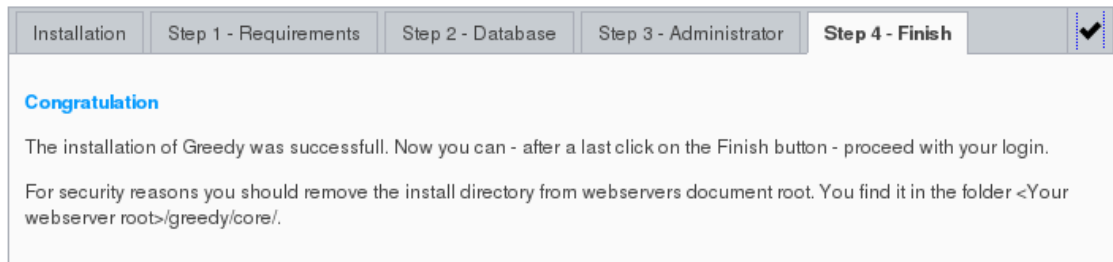 Installation
Step 1 - Requirements
Step 2 - Database
Step 3 - Administrator
Step 4 - Finish
Congratulation
The installation of Greedy was successfull. Now you can - after a last click on the Finish button - proceed with your login.
For security reasons you should remove the install directory from webservers document root. You find it in the folder <Your
webserver root>/greedy/core/.